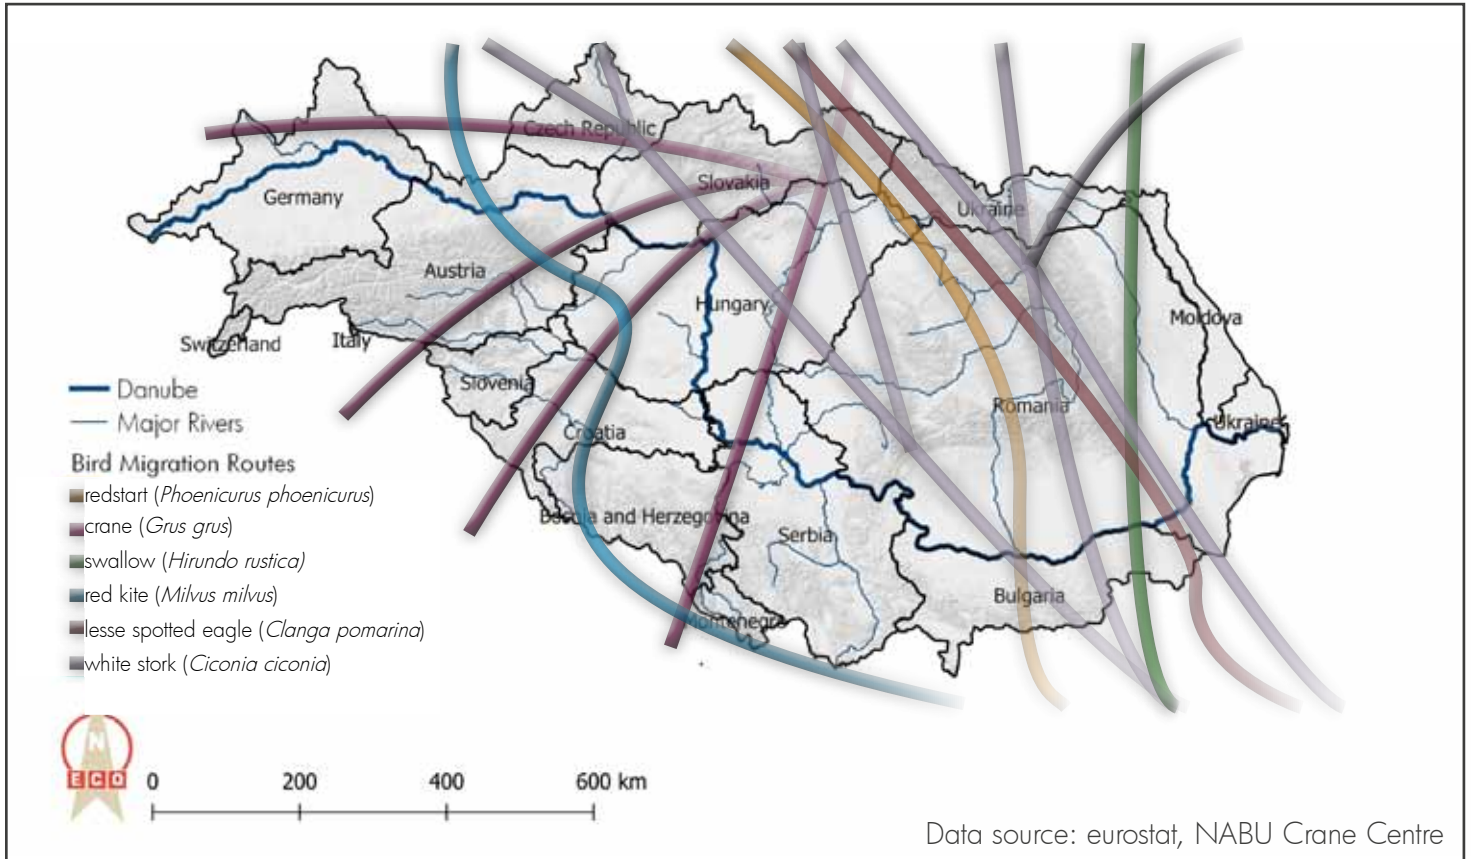 Czech Republic
Slovakia
Germany
Ukraine
Austria
Hungary
Moldova
Switzerland
Italy
Slovenia
Romania
Ukraine
Croatia
Bosnia and Herzegovina
Serbia
Bulgaria
Montenegro
Danube
Major Rivers
Bird Migration Routes
redstart (Phoenicurus phoenicurus)
crane (Grus grus)
swallow (Hirundo rustica)
red kite (Milvus milvus)
lesse spotted eagle (Clanga pomarina)
white stork (Ciconia ciconia)
N
ECO
0 200 400 600 km
Data source: eurostat, NABU Crane Centre